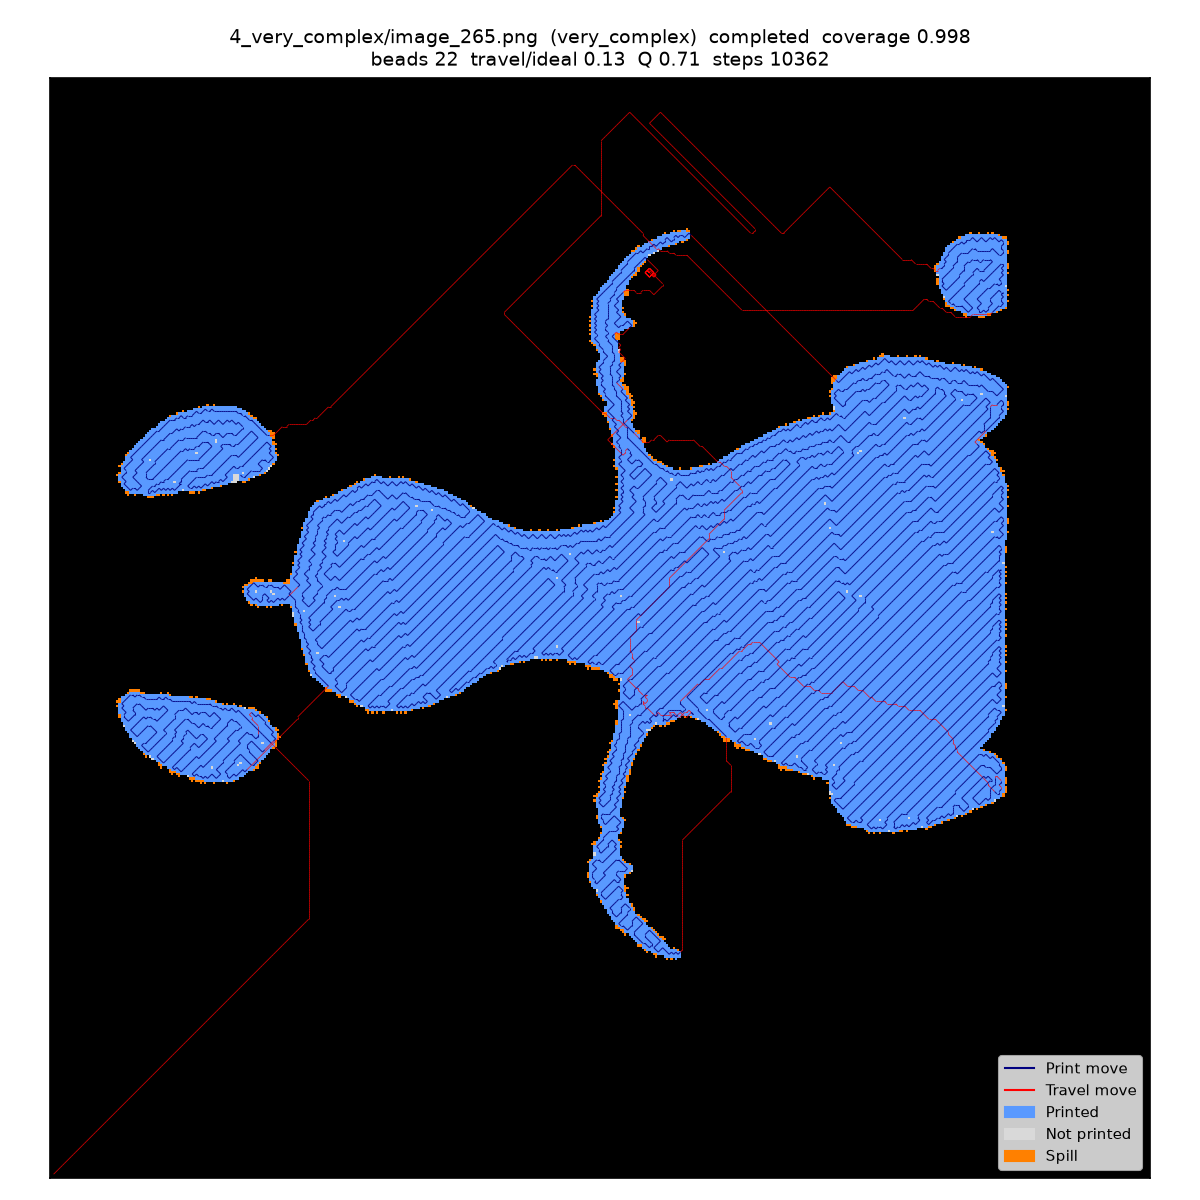 4_very_complex/image_265.png  (very_complex)  completed  coverage 0.998
beads 22  travel/ideal 0.13  Q 0.71  steps 10362
Print move
Travel move
Printed
Not printed
Spill